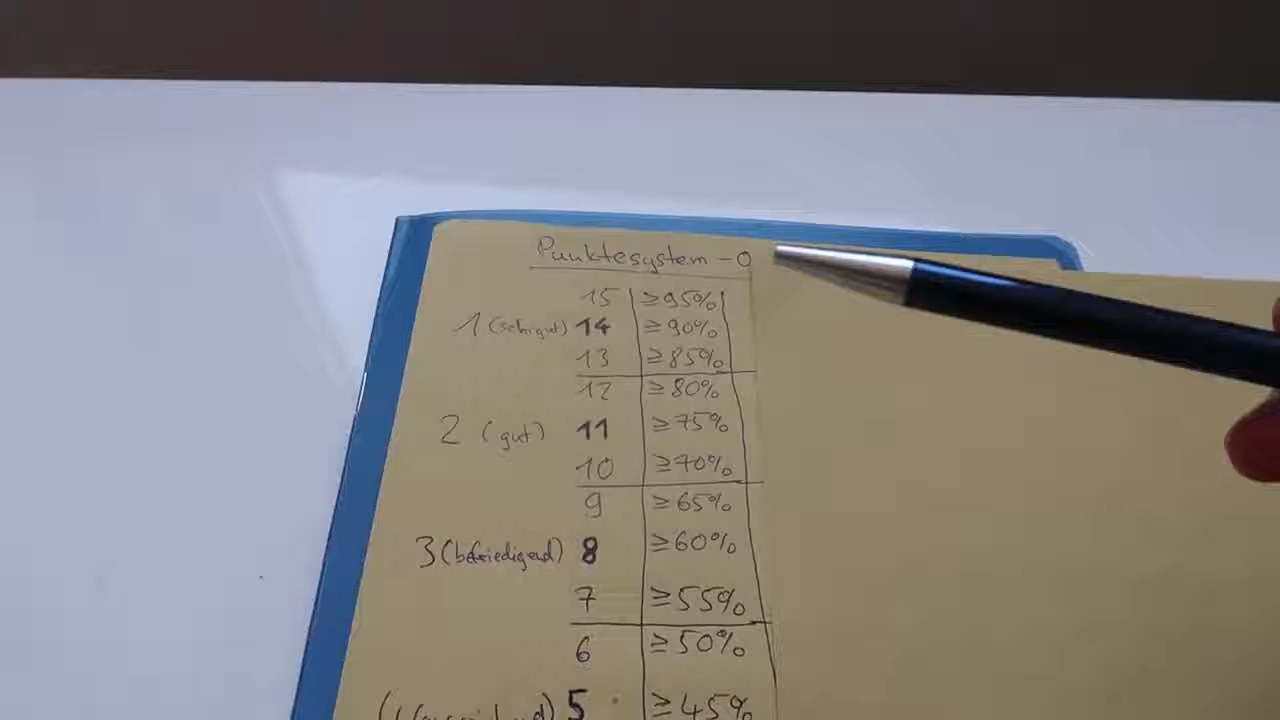 Punktesystem - O
15 ≥95%
1 (sehr gut) 14 ≥90%
13 ≥85%
12 ≥80%
2 (gut) 11 ≥75%
10 ≥70%
9 ≥65%
3 (befriedigend) 8 ≥60%
7 ≥55%
6 ≥50%
5 ≥45%